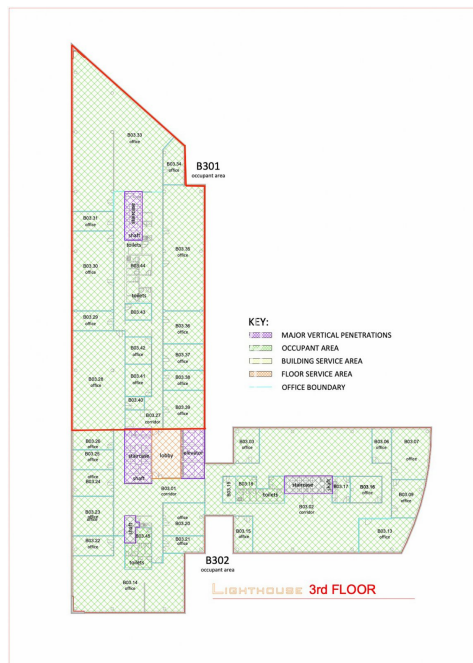 B03.33
office
B03.34
office
B301
occupant area
staircase
B03.31
office
shaft
toilets
B03.35
office
B03.30
office
B03.44
toilets
B03.29
office
B03.43
B03.36
office
KEY:
MAJOR VERTICAL PENETRATIONS
OCCUPANT AREA
BUILDING SERVICE AREA
FLOOR SERVICE AREA
OFFICE BOUNDARY
B03.42
office
B03.37
office
B03.28
office
B03.41
office
B03.38
office
B03.40
B03.39
office
B03.27
corridor
B03.26
office
B03.25
office
B03.24
office
staircase
lobby
elevator
shaft
B03.01
corridor
B03.03
office
B03.06
office
B03.07
office
B03.19
B03.18
toilets
staircase
shaft
B03.17
B03.16
office
B03.09
office
B03.02
corridor
B03.23
office
office
B03.20
office
shaft
B03.45
B03.22
office
B03.21
office
B03.15
office
B03.13
office
toilets
B302
occupant area
B03.14
office
LIGHTHOUSE 3rd FLOOR